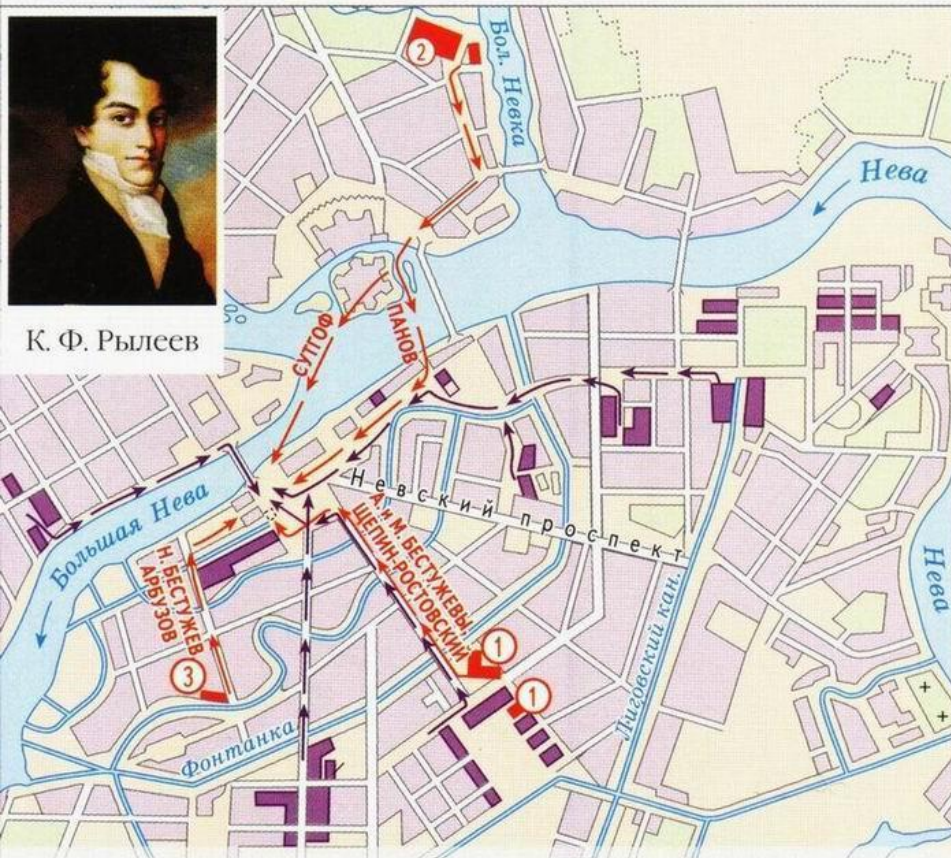 2
Бол. Невка
Нева
К. Ф. Рылеев
СУТГОФ
ПАНОВ
Невский проспект
Большая Нева
А. и М. БЕСТУЖЕВЫ,
ЩЕПИН-РОСТОВСКИЙ
Н. БЕСТУЖЕВ
АРБУЗОВ
Нева
Лиговский кан.
1
3
1
Фонтанка